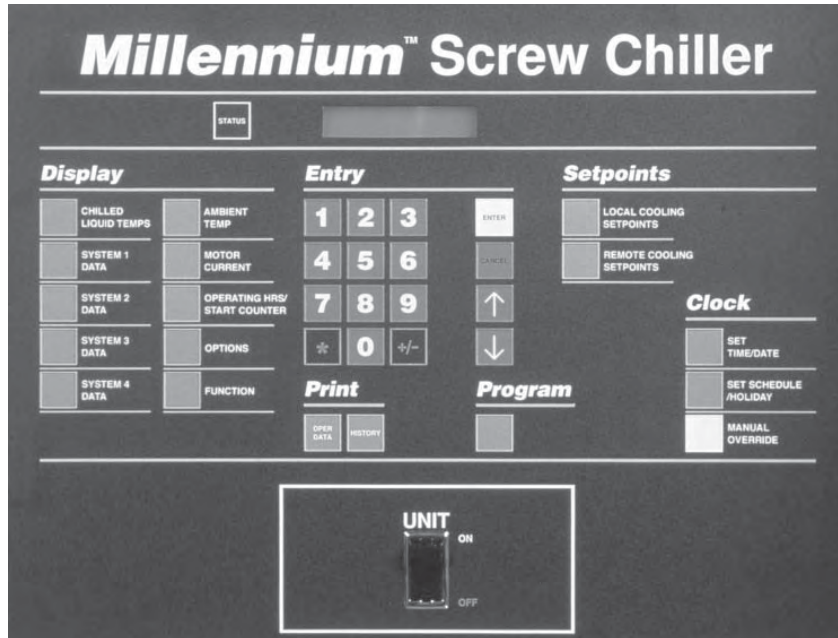 Millennium™ Screw Chiller
STATUS
Display
CHILLED
LIQUID TEMPS
AMBIENT
TEMP
SYSTEM 1
DATA
MOTOR
CURRENT
SYSTEM 2
DATA
OPERATING HRS/
START COUNTER
SYSTEM 3
DATA
OPTIONS
SYSTEM 4
DATA
FUNCTION
Entry
1 2 3
ENTER
4 5 6
CANCEL
7 8 9
↑
* 0 +/-
↓
Print
OPER
DATA
HISTORY
Program
Setpoints
LOCAL COOLING
SETPOINTS
REMOTE COOLING
SETPOINTS
Clock
SET
TIME/DATE
SET SCHEDULE
/HOLIDAY
MANUAL
OVERRIDE
UNIT
ON
OFF